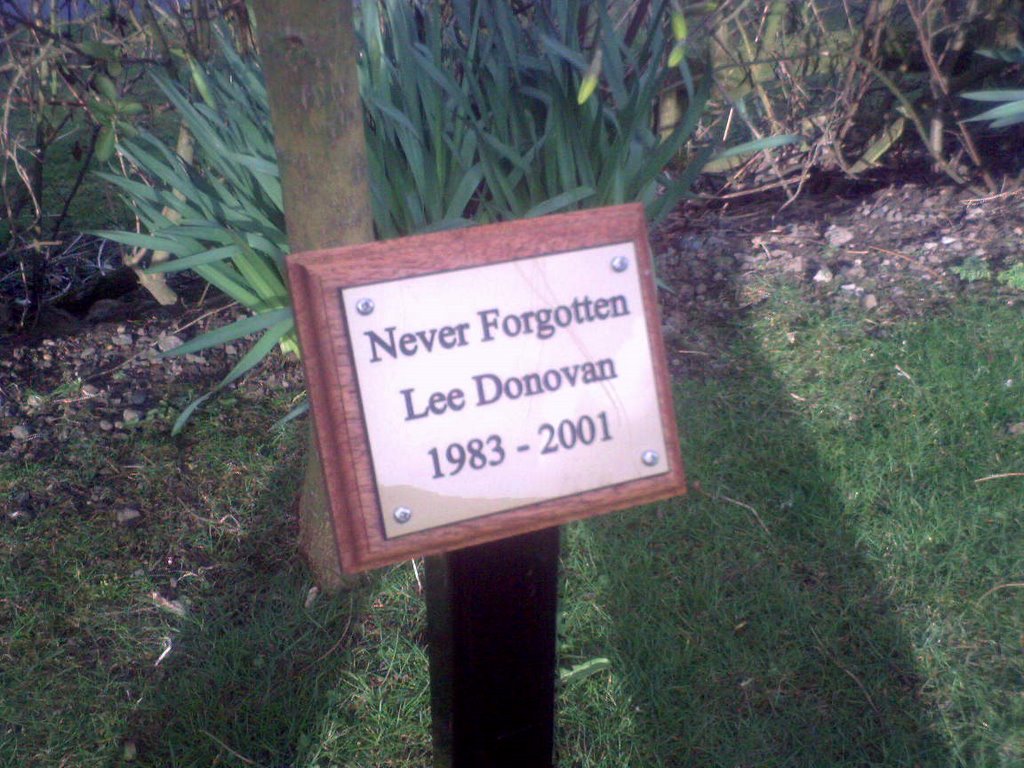 Never Forgotten
Lee Donovan
1983 - 2001